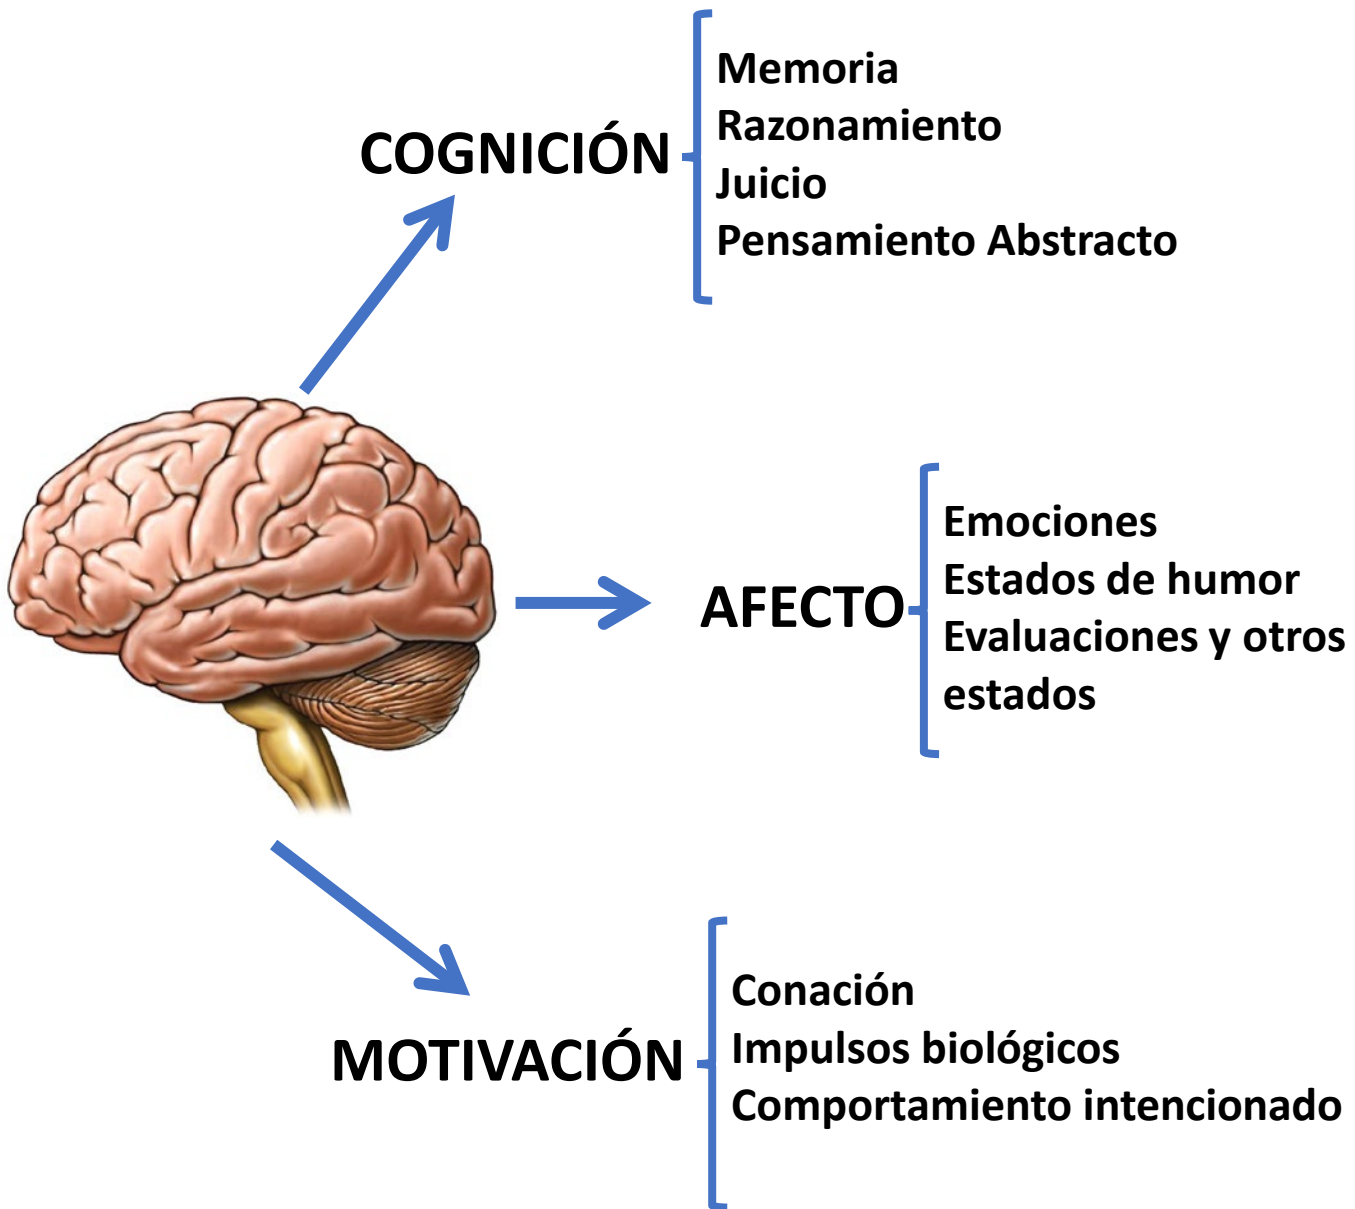 COGNICIÓN
Memoria
Razonamiento
Juicio
Pensamiento Abstracto
AFECTO
Emociones
Estados de humor
Evaluaciones y otros
estados
MOTIVACIÓN
Conación
Impulsos biológicos
Comportamiento intencionado